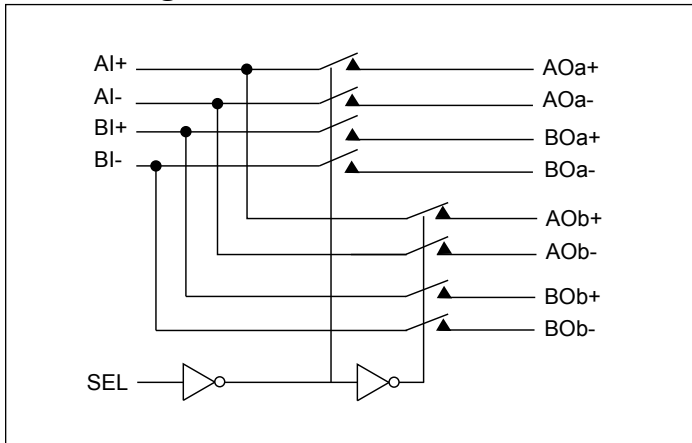 AI+
AI-
BI+
BI-
AOa+
AOa-
BOa+
BOa-
AOb+
AOb-
BOb+
BOb-
SEL